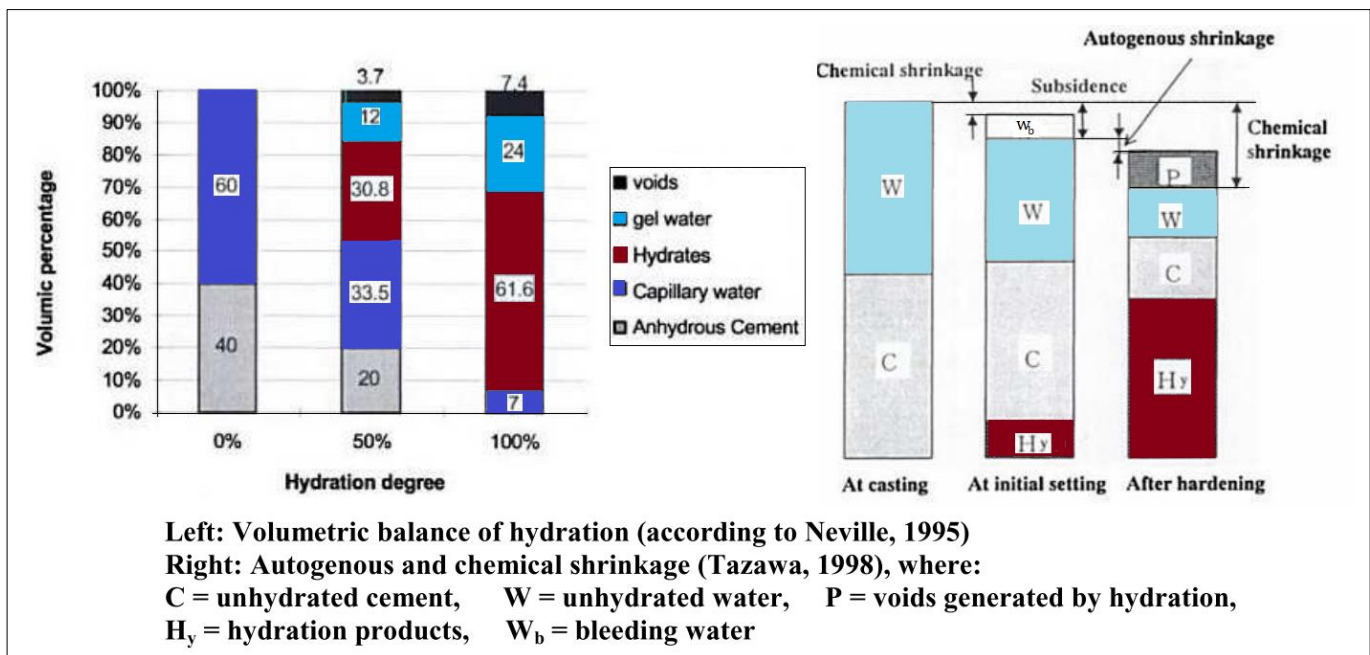 Volumic percentage
100%
90%
80%
70%
60%
50%
40%
30%
20%
10%
0%
60
40
3.7
12
30.8
33.5
20
7.4
24
61.6
7
0%
50%
100%
Hydration degree
voids
gel water
Hydrates
Capillary water
Anhydrous Cement
Autogenous shrinkage
Chemical shrinkage
Subsidence
Chemical
shrinkage
W
C
Wb
W
C
Hy
P
W
C
Hy
At casting
At initial setting
After hardening
Left: Volumetric balance of hydration (according to Neville, 1995)
Right: Autogenous and chemical shrinkage (Tazawa, 1998), where:
C = unhydrated cement, W = unhydrated water, P = voids generated by hydration,
Hy = hydration products, Wb = bleeding water